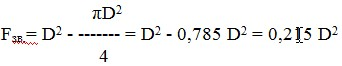 πD²
Fзв.= D² - ------- = D² - 0,785 D² = 0,215 D²
4